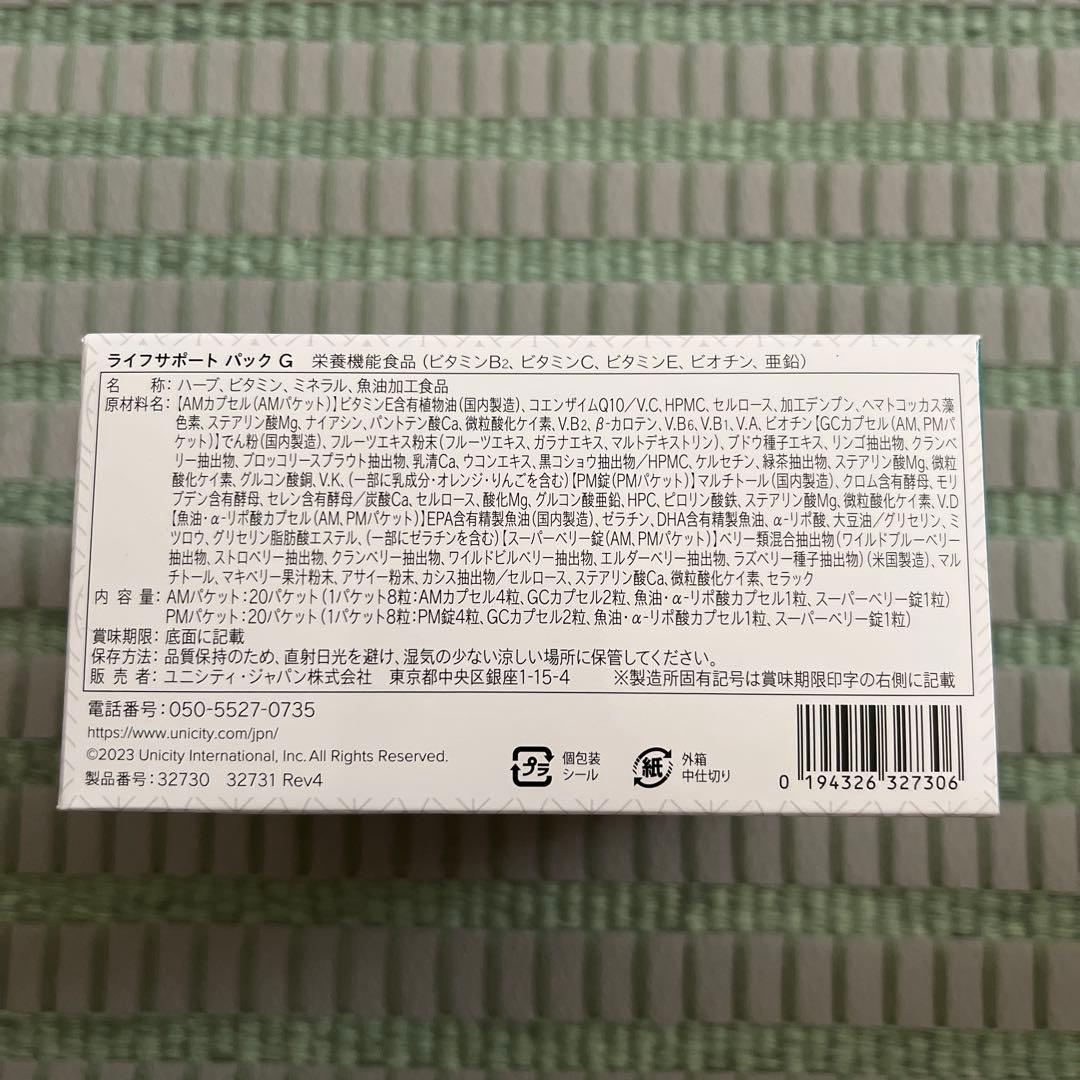 ライフサポート パック G　栄養機能食品 (ビタミンB2、ビタミンC、ビタミンE、ビオチン、亜鉛)
名　　称: ハーブ、ビタミン、ミネラル、魚油加工食品
原材料名: 【AMカプセル(AMパケット)】ビタミンE含有植物油(国内製造)、コエンザイムQ10/V.C、HPMC、セルロース、加工デンプン、ヘマトコッカス藻
色素、ステアリン酸Mg、ナイアシン、パントテン酸Ca、微粒酸化ケイ素、V.B2、β-カロテン、V.B6、V.B1、V.A、ビオチン【GCカプセル(AM、PMパ
ケット)】でん粉(国内製造)、フルーツエキス粉末(フルーツエキス、ガラナエキス、マルトデキストリン)、ブドウ種子エキス、リンゴ抽出物、クランベ
リー抽出物、ブロッコリースプラウト抽出物、乳清Ca、ウコンエキス、黒コショウ抽出物/HPMC、ケルセチン、緑茶抽出物、ステアリン酸Mg、微粒
酸化ケイ素、グルコン酸銅、V.K、(一部に乳成分・オレンジ・りんごを含む)【PM錠(PMパケット)】マルチトール(国内製造)、クロム含有酵母、モリ
ブデン含有酵母、セレン含有酵母/炭酸Ca、セルロース、酸化Mg、グルコン酸亜鉛、HPC、ピロリン酸鉄、ステアリン酸Mg、微粒酸化ケイ素、V.D
【魚油・α-リポ酸カプセル(AM、PMパケット)】EPA含有精製魚油(国内製造)、ゼラチン、DHA含有精製魚油、α-リポ酸、大豆油/グリセリン、ミ
ツロウ、グリセリン脂肪酸エステル、(一部にゼラチンを含む)【スーパーベリー錠(AM、PMパケット)】ベリー類混合抽出物(ワイルドブルーベリー
抽出物、ストロベリー抽出物、クランベリー抽出物、ワイルドビルベリー抽出物、エルダーベリー抽出物、ラズベリー種子抽出物)(米国製造)、マル
チトール、マキベリー果汁粉末、アサイー粉末、カシス抽出物/セルロース、ステアリン酸Ca、微粒酸化ケイ素、セラック
内 容 量: AMパケット:20パケット(1パケット8粒:AMカプセル4粒、GCカプセル2粒、魚油・α-リポ酸カプセル1粒、スーパーベリー錠1粒)
PMパケット:20パケット(1パケット8粒:PM錠4粒、GCカプセル2粒、魚油・α-リポ酸カプセル1粒、スーパーベリー錠1粒)
賞味期限: 底面に記載
保存方法: 品質保持のため、直射日光を避け、湿気の少ない涼しい場所に保管してください。
販 売 者: ユニシティ・ジャパン株式会社　東京都中央区銀座1-15-4　※製造所固有記号は賞味期限印字の右側に記載
電話番号: 050-5527-0735
https://www.unicity.com/jpn/
©2023 Unicity International, Inc. All Rights Reserved.
製品番号: 32730　32731 Rev4
プラ 個包装 シール
紙 外箱 中仕切り
0 194326 327306